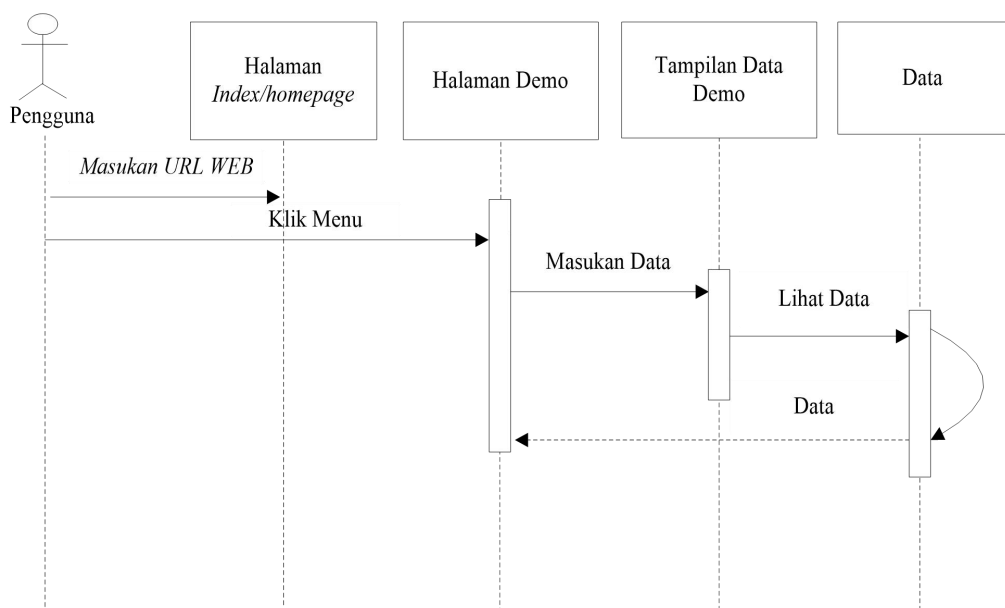 Pengguna
Halaman
Index/homepage
Halaman Demo
Tampilan Data
Demo
Data
Masukan URL WEB
Klik Menu
Masukan Data
Lihat Data
Data